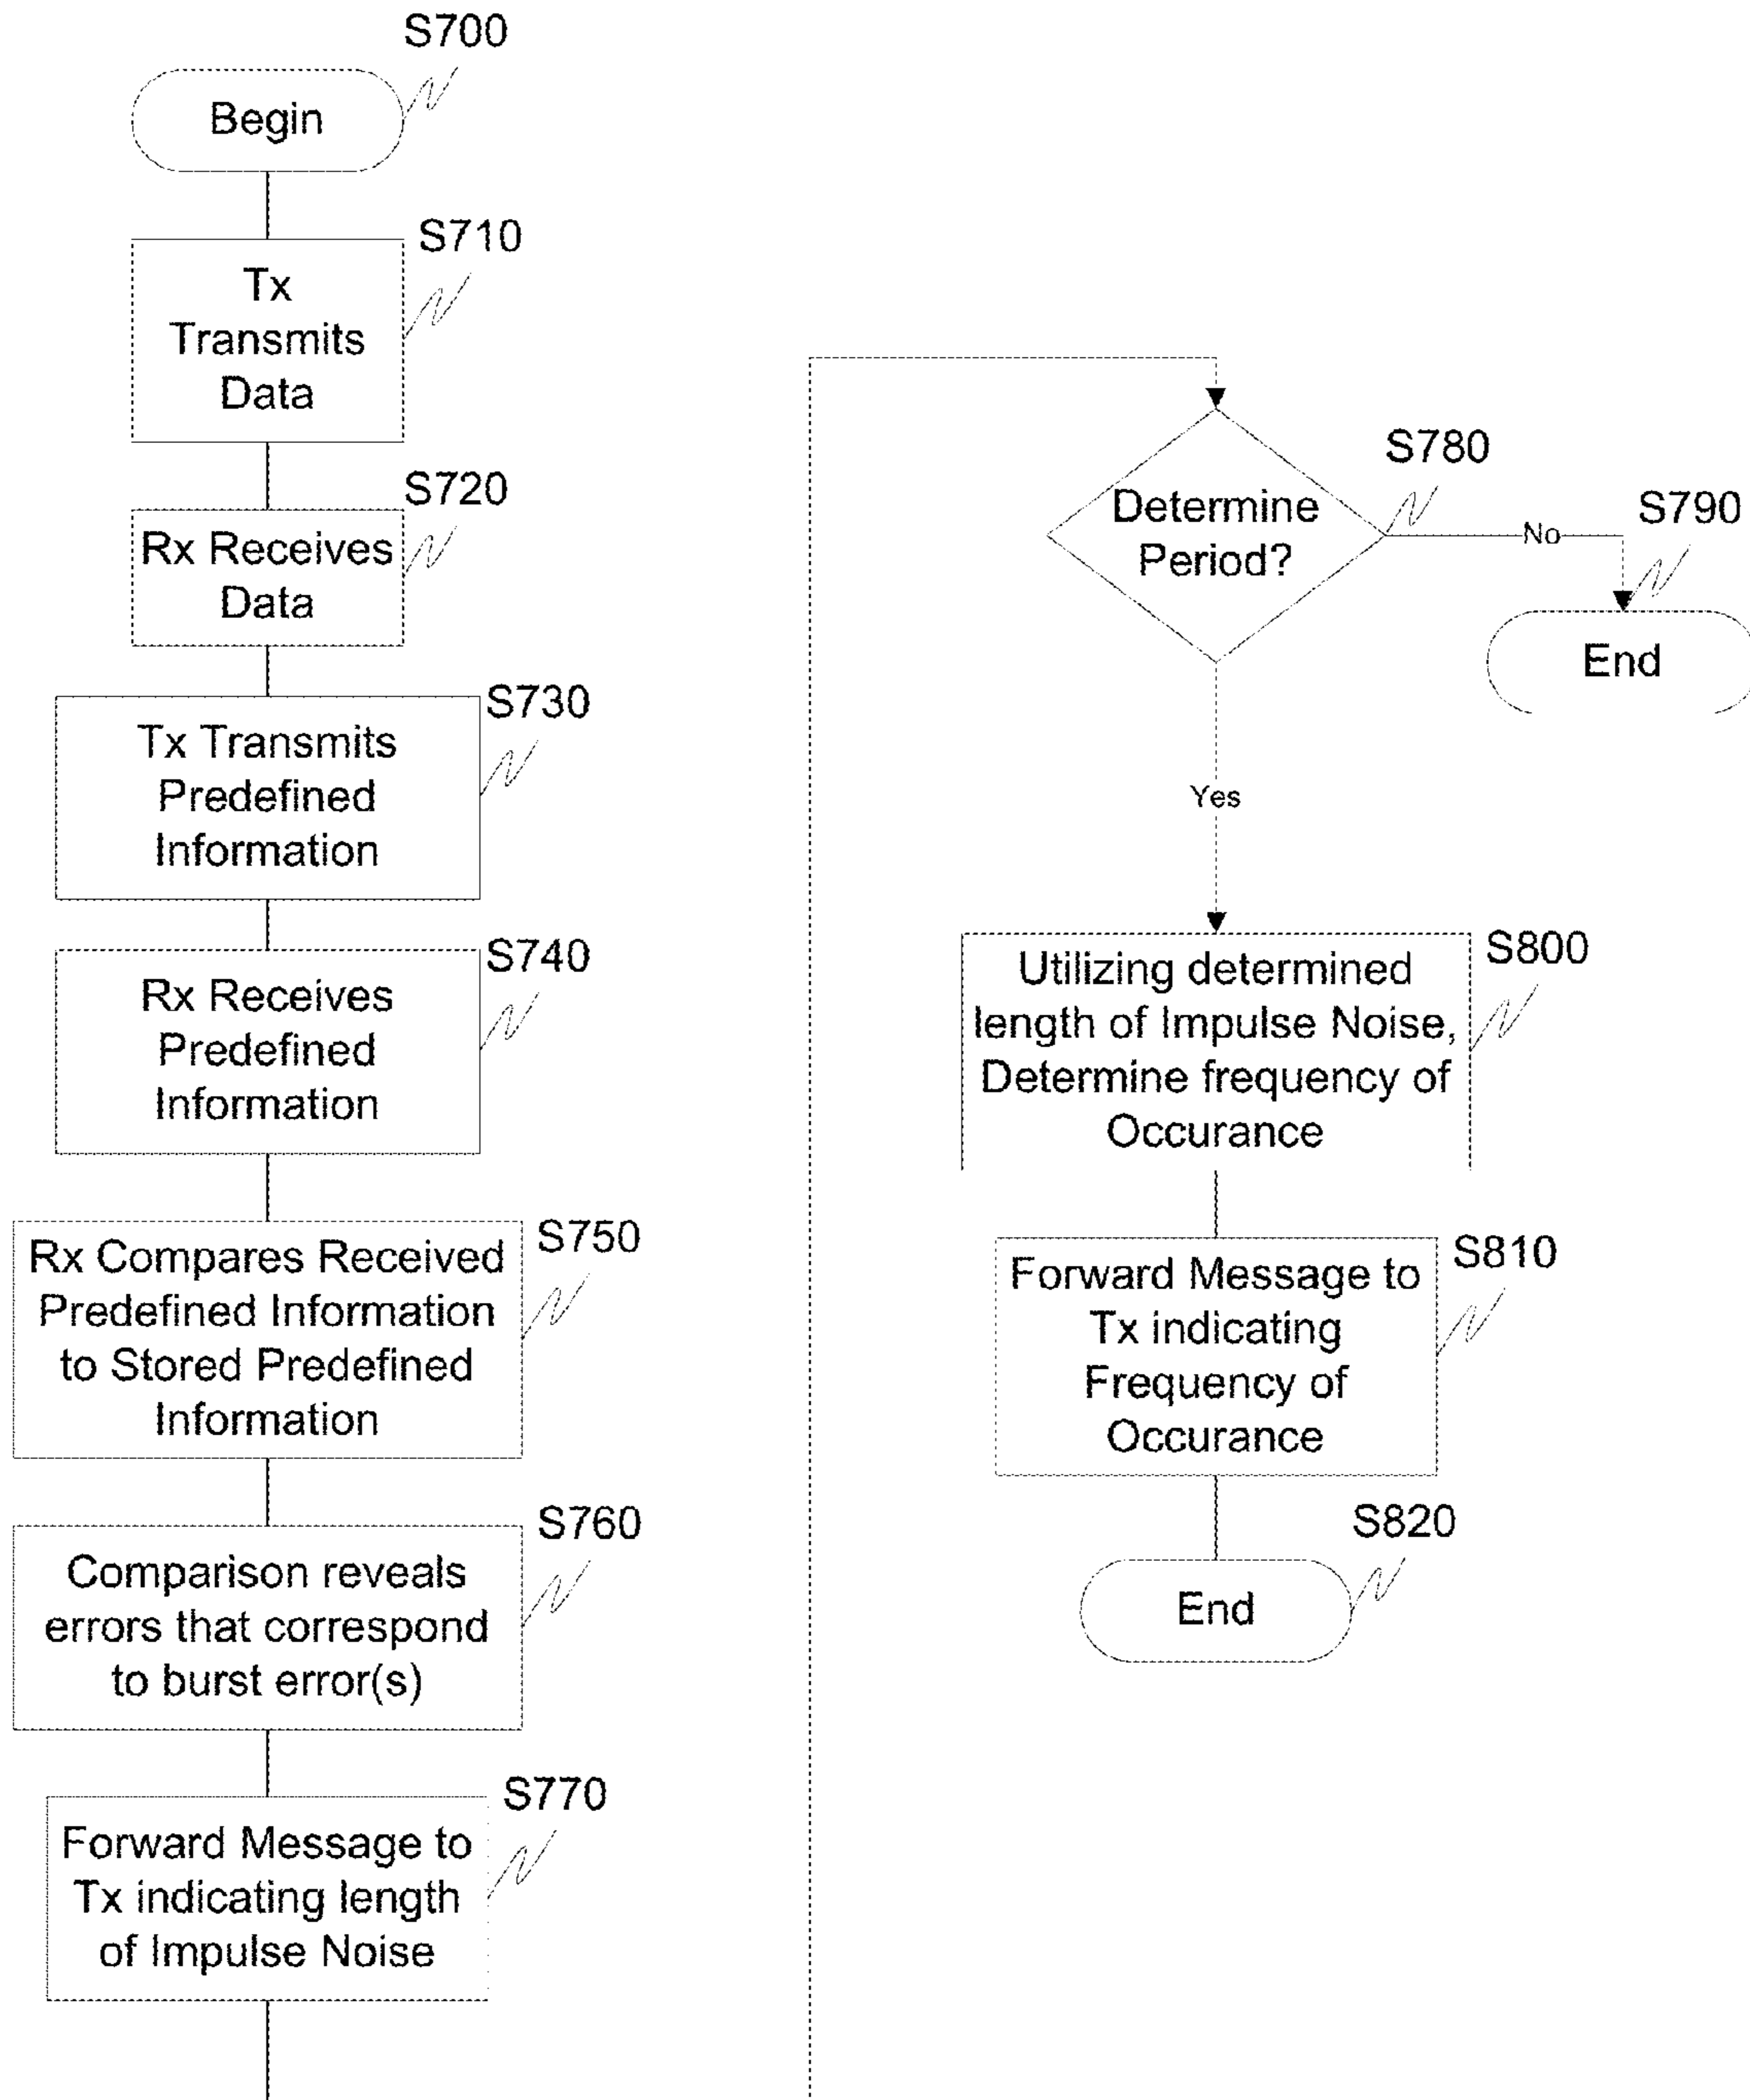 S700
Begin
S710
Tx
Transmits
Data
S720
Rx Receives
Data
S730
Tx Transmits
Predefined
Information
S740
Rx Receives
Predefined
Information
S750
Rx Compares Received
Predefined Information
to Stored Predefined
Information
S760
Comparison reveals
errors that correspond
to burst error(s)
S770
Forward Message to
Tx indicating length
of Impulse Noise
S780
Determine
Period?
No
S790
End
Yes
S800
Utilizing determined
length of Impulse Noise,
Determine frequency of
Occurance
S810
Forward Message to
Tx indicating
Frequency of
Occurance
S820
End